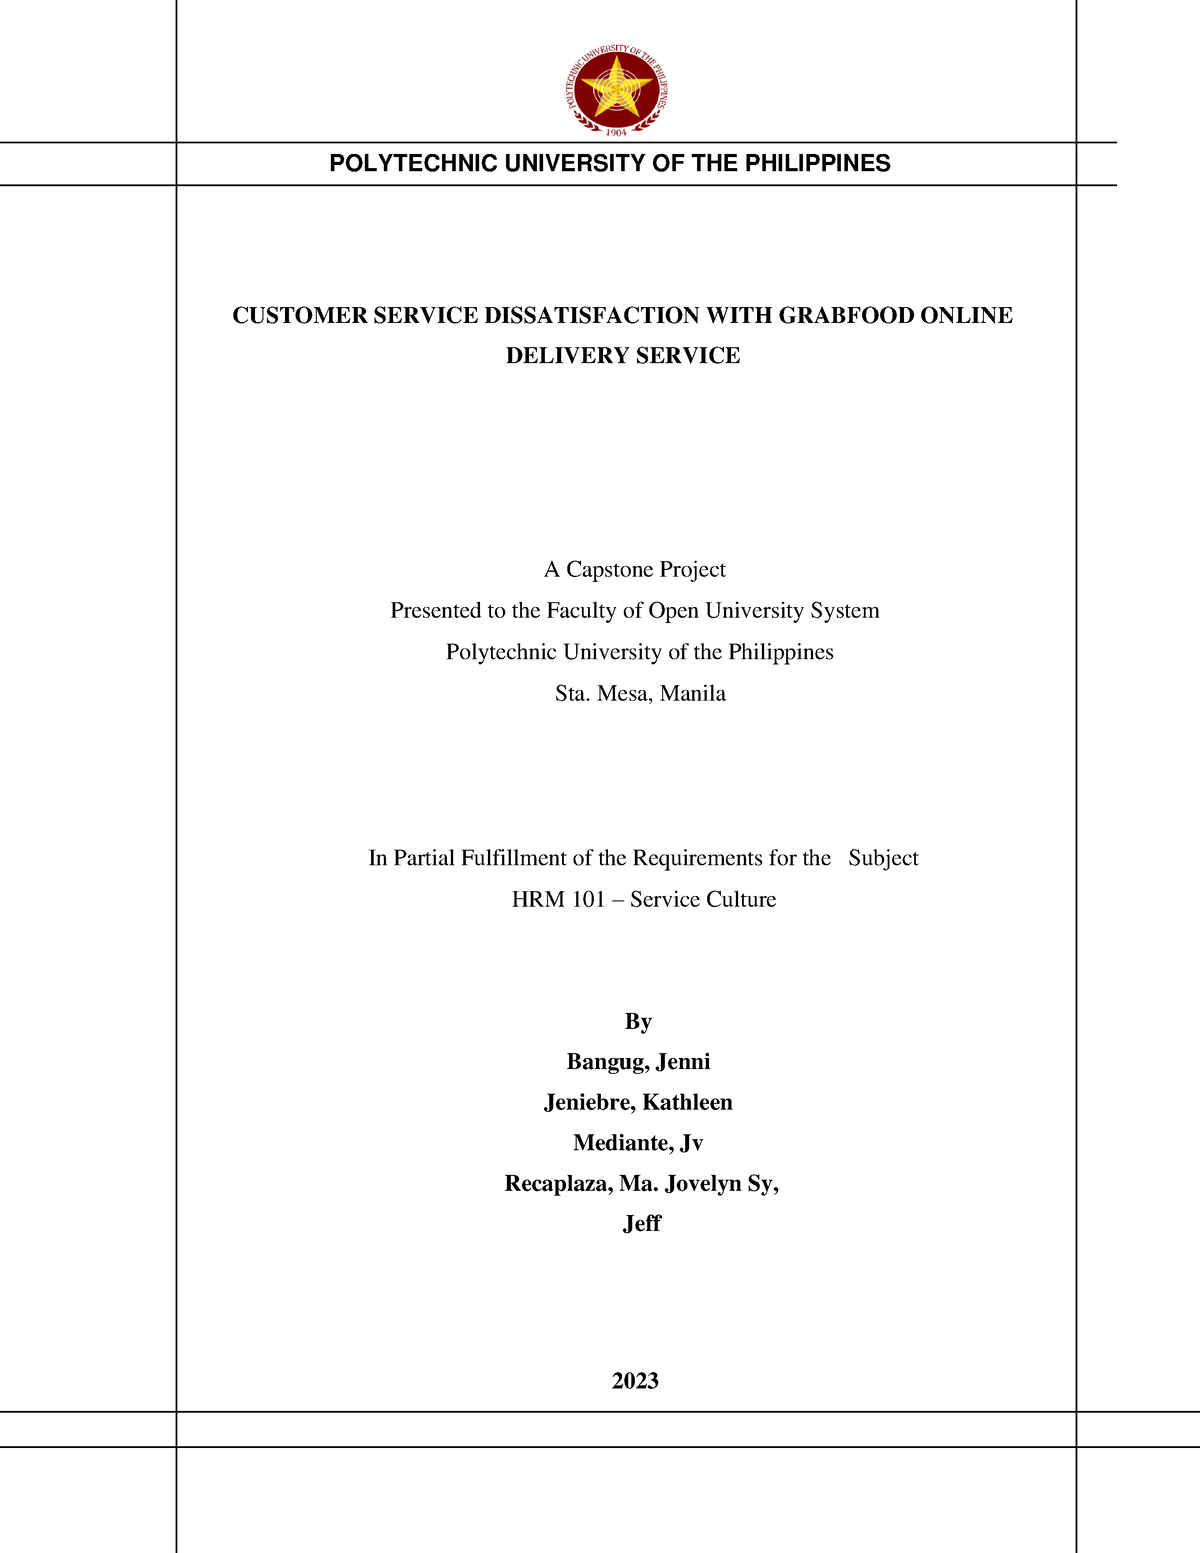 POLYTECHNIC UNIVERSITY OF THE PHILIPPINES
1904
POLYTECHNIC UNIVERSITY OF THE PHILIPPINES
CUSTOMER SERVICE DISSATISFACTION WITH GRABFOOD ONLINE
DELIVERY SERVICE
A Capstone Project
Presented to the Faculty of Open University System
Polytechnic University of the Philippines
Sta. Mesa, Manila
In Partial Fulfillment of the Requirements for the Subject
HRM 101 – Service Culture
By
Bangug, Jenni
Jeniebre, Kathleen
Mediante, Jv
Recaplaza, Ma. Jovelyn Sy,
Jeff
2023